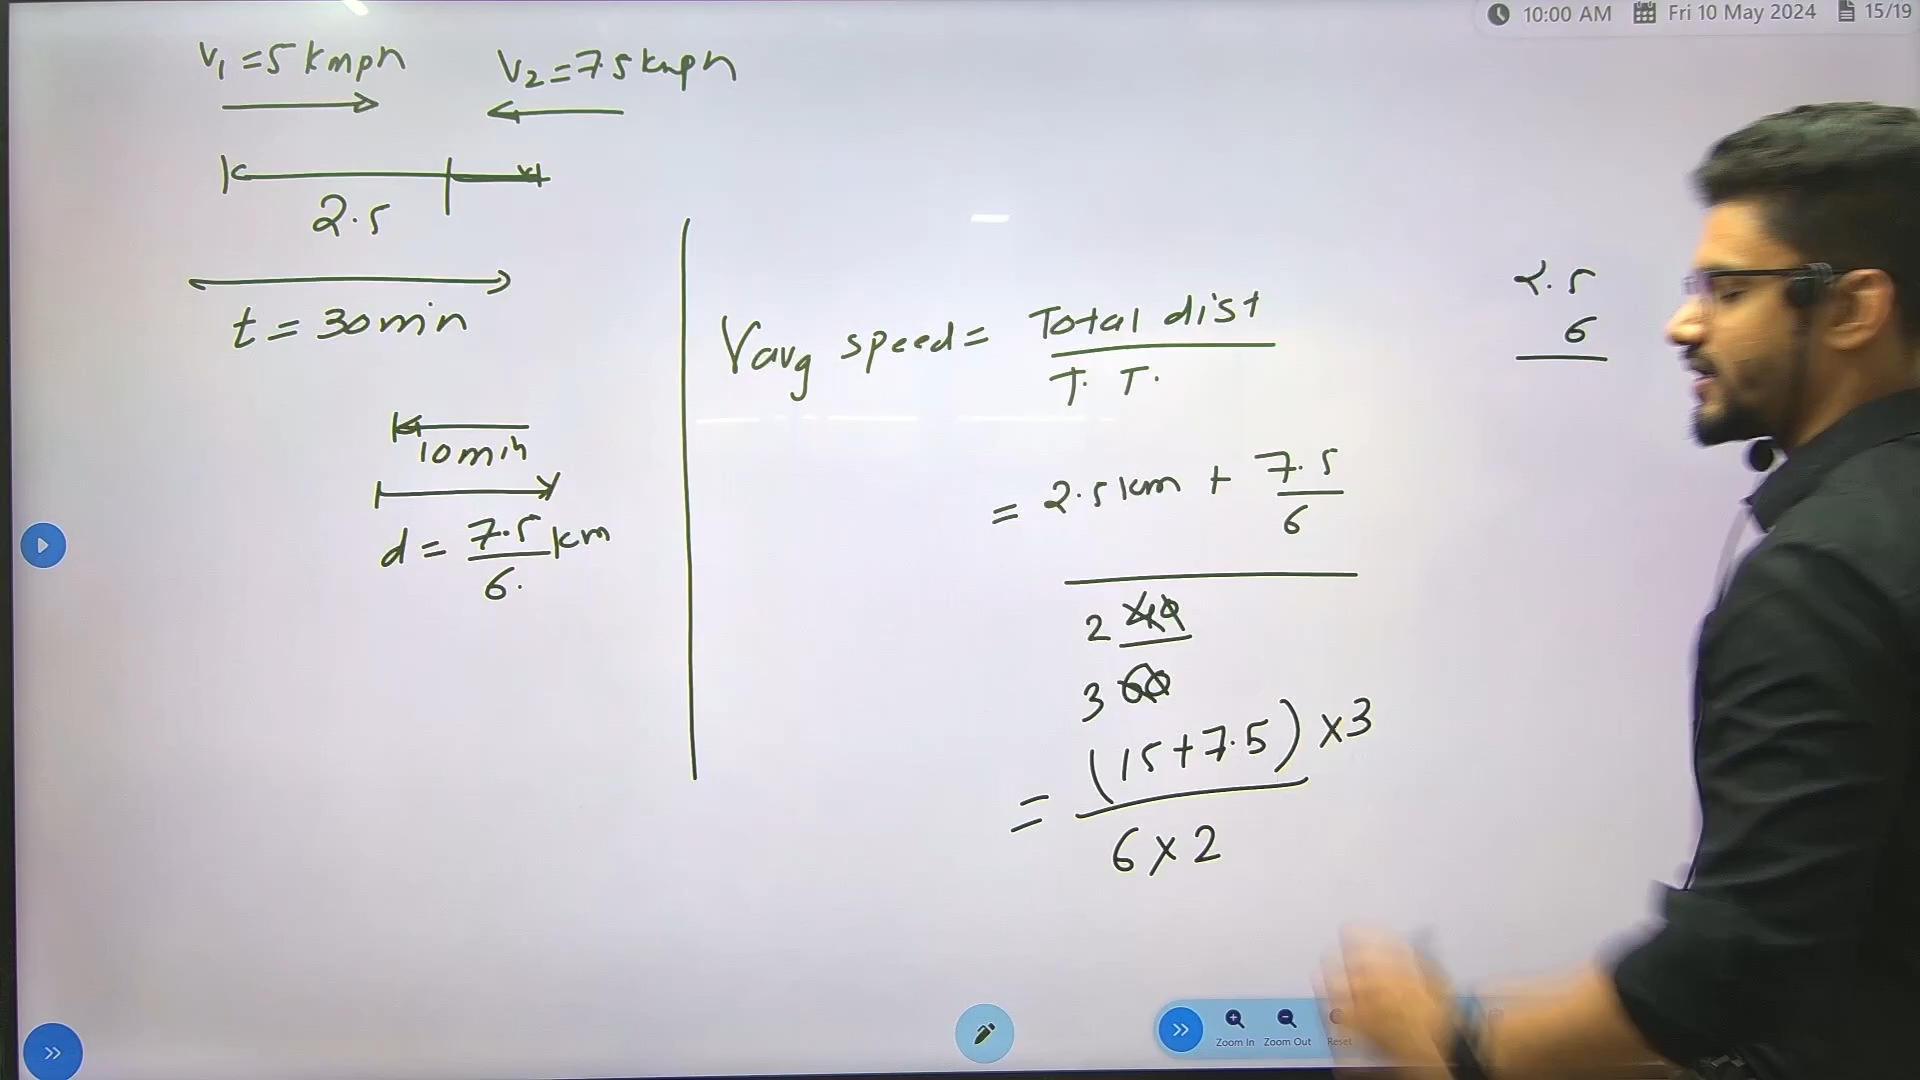 10:00 AM Fri 10 May 2024 15/19
V₁ = 5 kmph
V₂ = 7.5 kmph
2.5
t = 30 min
10 min
d = 7.5/6. km
Vavg speed = Total dist / T. T.
= 2.5 km + 7.5/6
2 40
3 60
= (15+7.5) × 3
6 × 2
2.5
6
Zoom In Zoom Out Reset